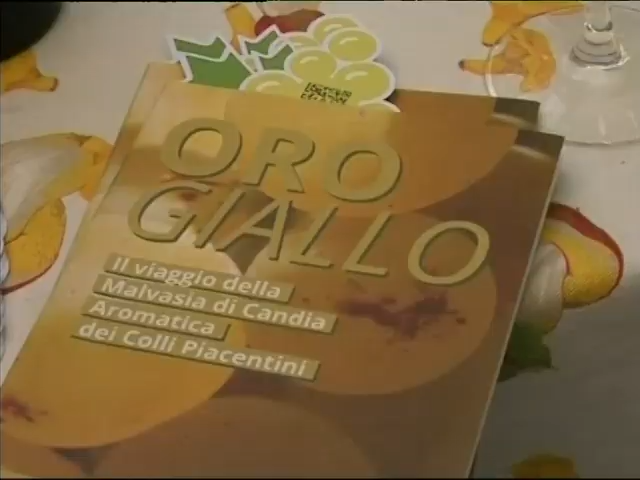 ORO
GIALLO
Il viaggio della
Malvasia di Candia
Aromatica
dei Colli Piacentini